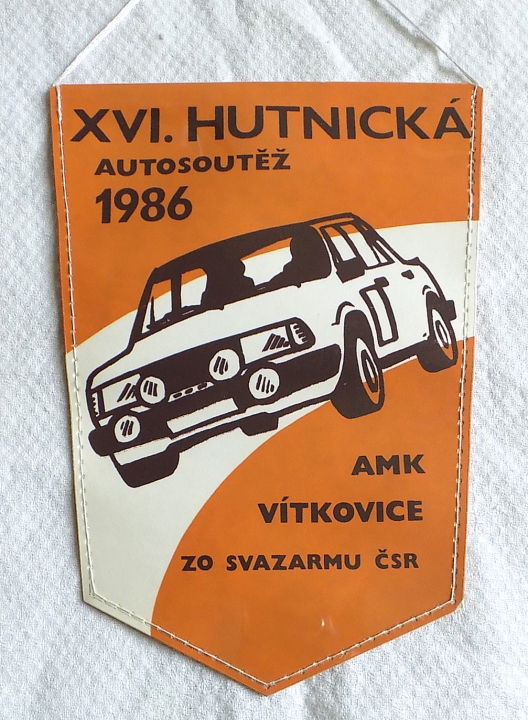 XVI. HUTNICKÁ
AUTOSOUTĚŽ
1986
AMK
VÍTKOVICE
ZO SVAZARMU ČSR